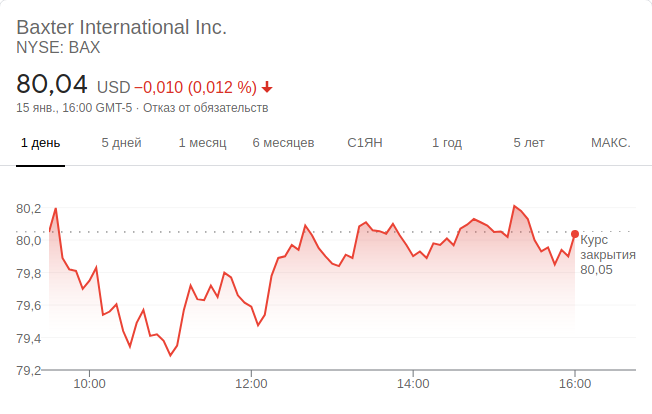 Baxter International Inc.
NYSE: BAX
80,04 USD −0,010 (0,012 %)
15 янв., 16:00 GMT-5 · Отказ от обязательств
1 день 5 дней 1 месяц 6 месяцев С1ЯН 1 год 5 лет МАКС.
80,2
80,0
79,8
79,6
79,4
79,2
Курс
закрытия
80,05
10:00 12:00 14:00 16:00